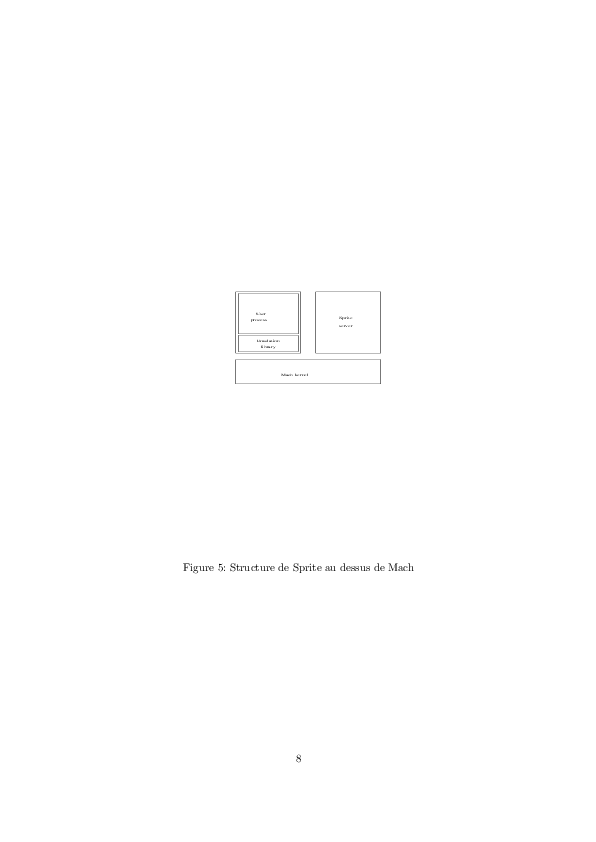 User
process
Emulation
library
Sprite
server
Mach kernel
Figure 5: Structure de Sprite au dessus de Mach
8